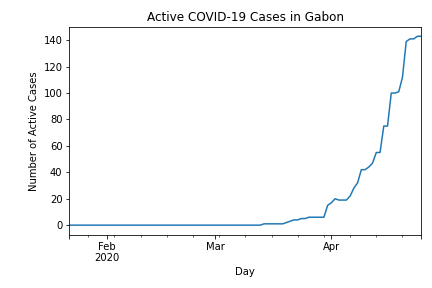 Active COVID-19 Cases in Gabon
140
120
100
80
60
40
20
0
Number of Active Cases
Feb
2020
Mar
Apr
Day